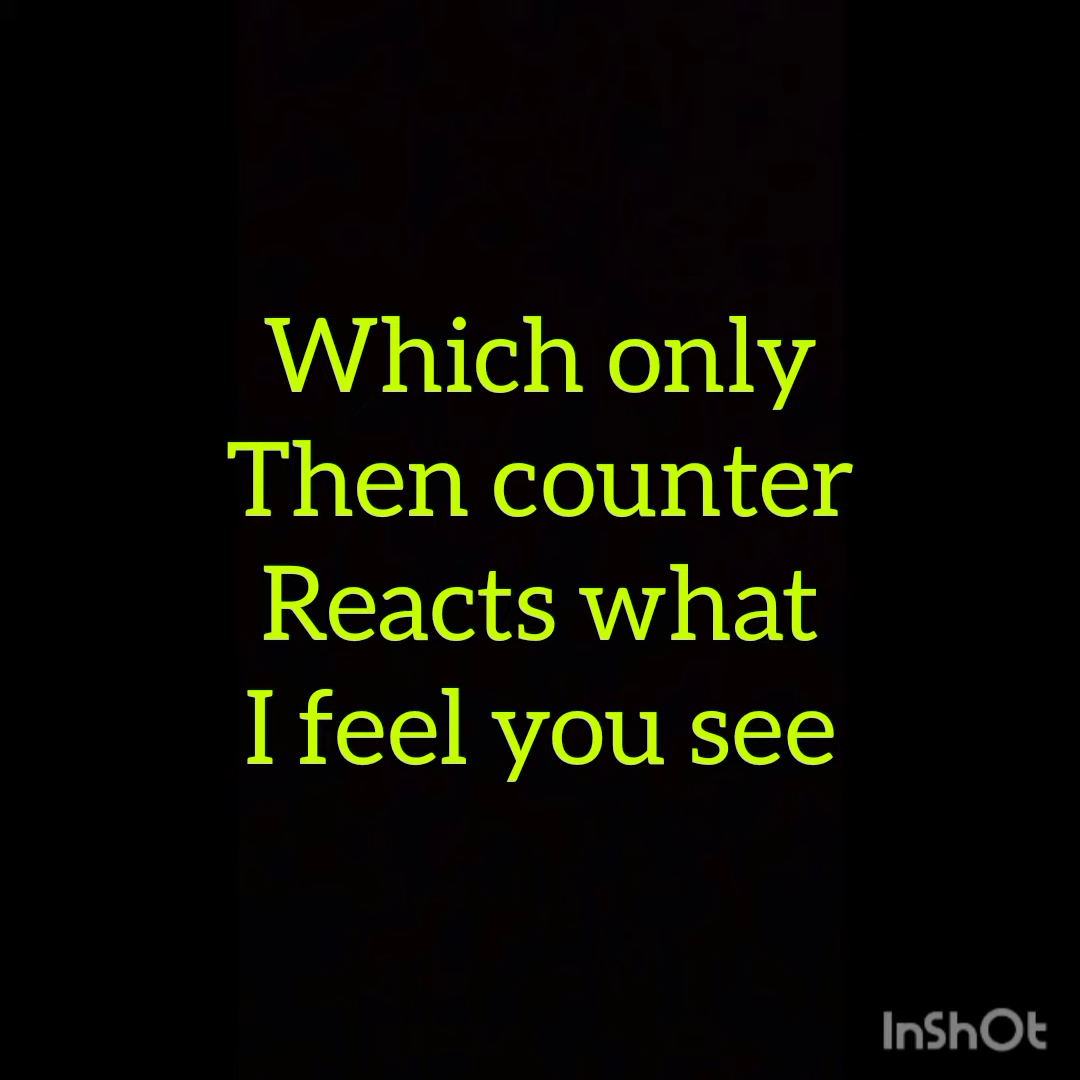 Which only
Then counter
Reacts what
I feel you see
InShOt